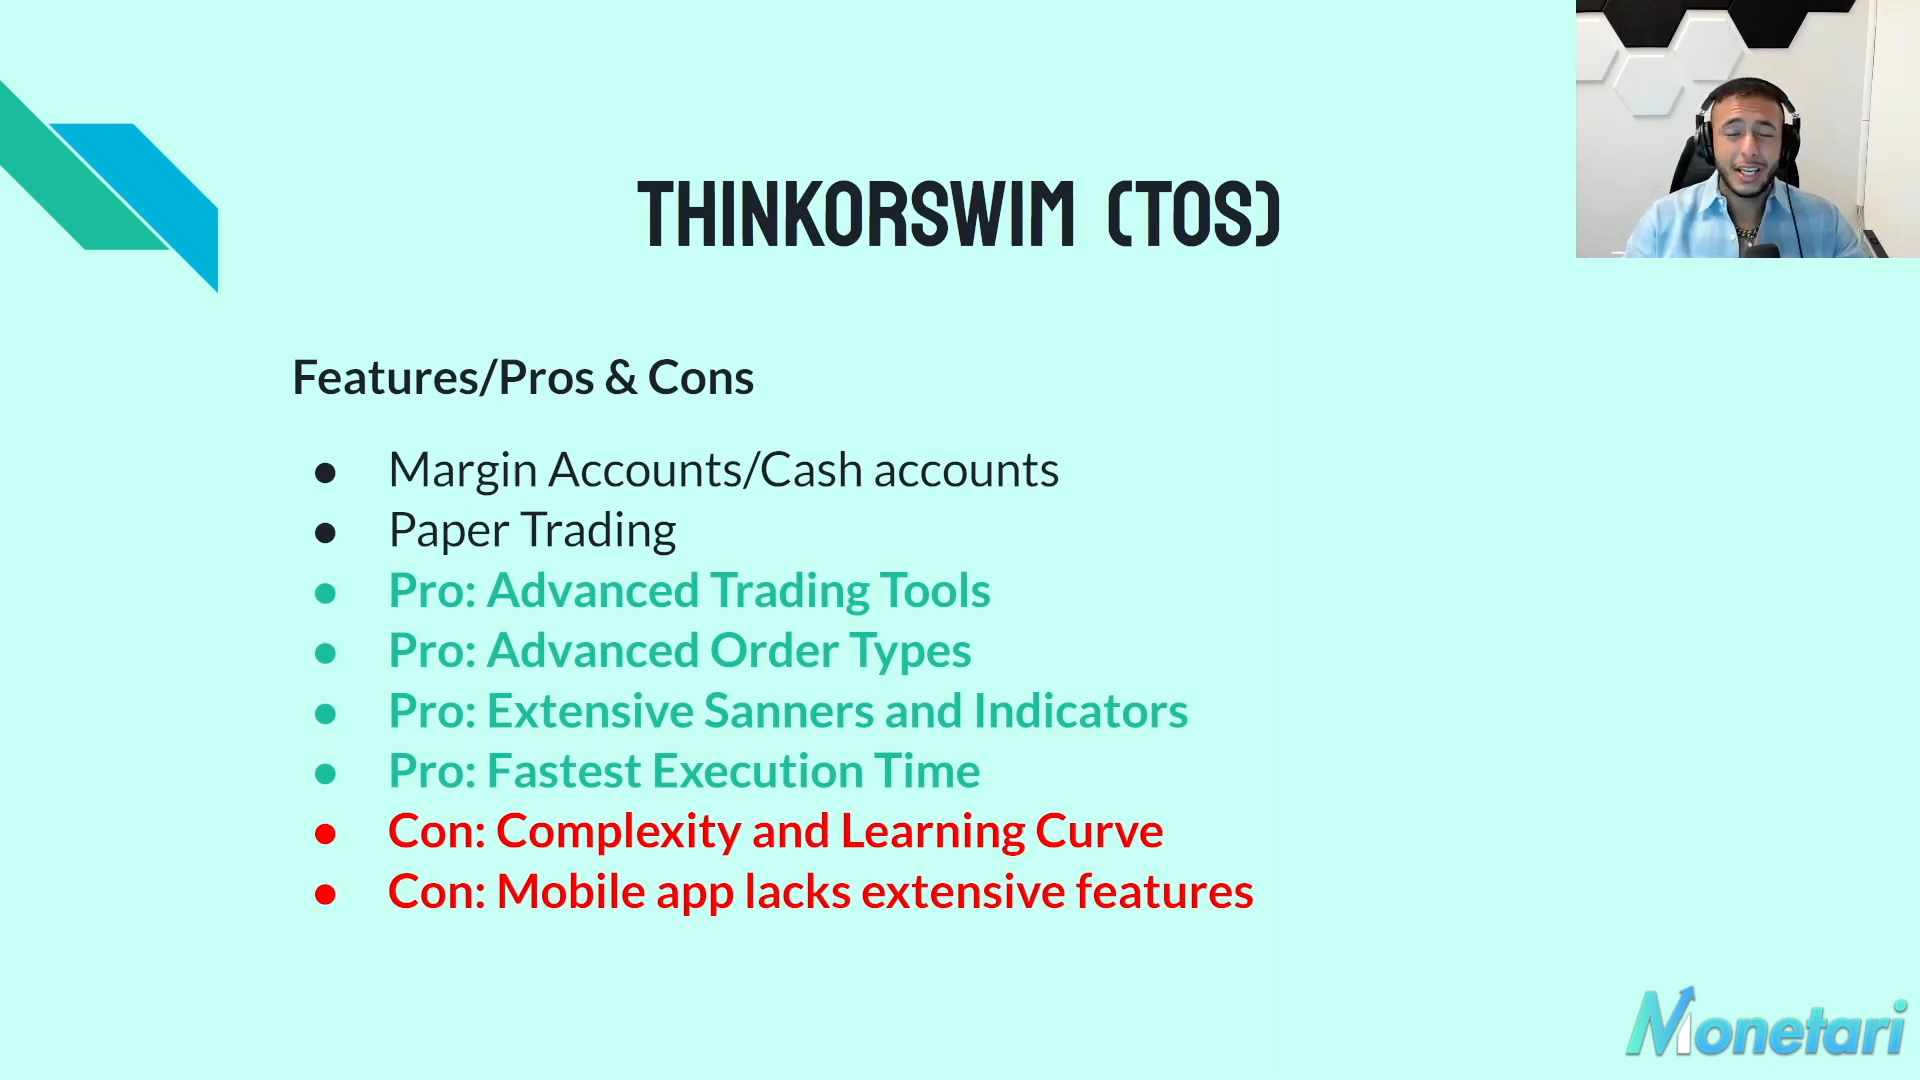 THINKORSWIM (TOS)
Features/Pros & Cons
● Margin Accounts/Cash accounts
● Paper Trading
● Pro: Advanced Trading Tools
● Pro: Advanced Order Types
● Pro: Extensive Sanners and Indicators
● Pro: Fastest Execution Time
● Con: Complexity and Learning Curve
● Con: Mobile app lacks extensive features
Monetari